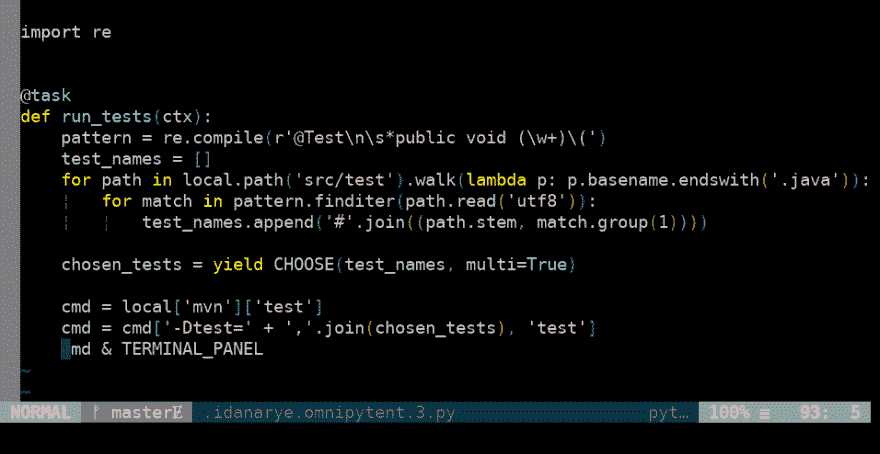 import re
@task
def run_tests(ctx):
    pattern = re.compile(r'@Test\n\s*public void (\w+)\(')
    test_names = []
    for path in local.path('src/test').walk(lambda p: p.basename.endswith('.java')):
        for match in pattern.finditer(path.read('utf8')):
            test_names.append('#'.join((path.stem, match.group(1))))
    chosen_tests = yield CHOOSE(test_names, multi=True)
    cmd = local['mvn']['test']
    cmd = cmd['-Dtest=' + ','.join(chosen_tests), 'test']
    md & TERMINAL_PANEL
~
~
NORMAL master .idanarye.omnipytent.3.py pyt… 100% ≡ 93: 5